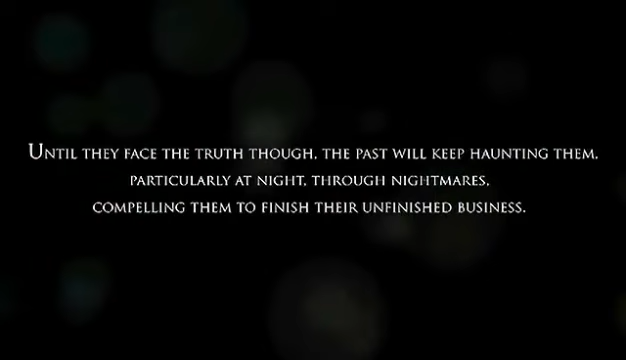 UNTIL THEY FACE THE TRUTH THOUGH, THE PAST WILL KEEP HAUNTING THEM,
PARTICULARLY AT NIGHT, THROUGH NIGHTMARES,
COMPELLING THEM TO FINISH THEIR UNFINISHED BUSINESS.